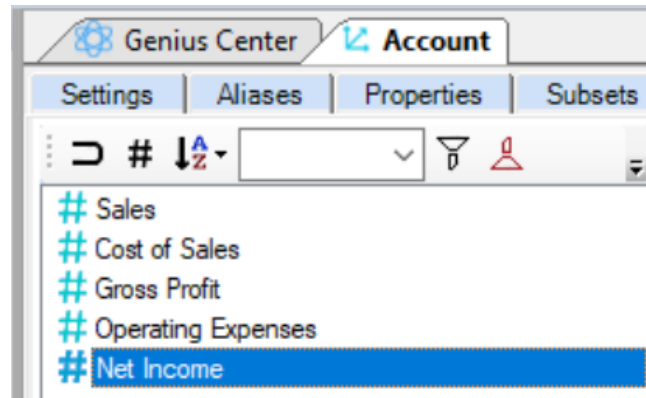 Genius Center Account
Settings Aliases Properties Subsets
# A Z
# Sales
# Cost of Sales
# Gross Profit
# Operating Expenses
# Net Income